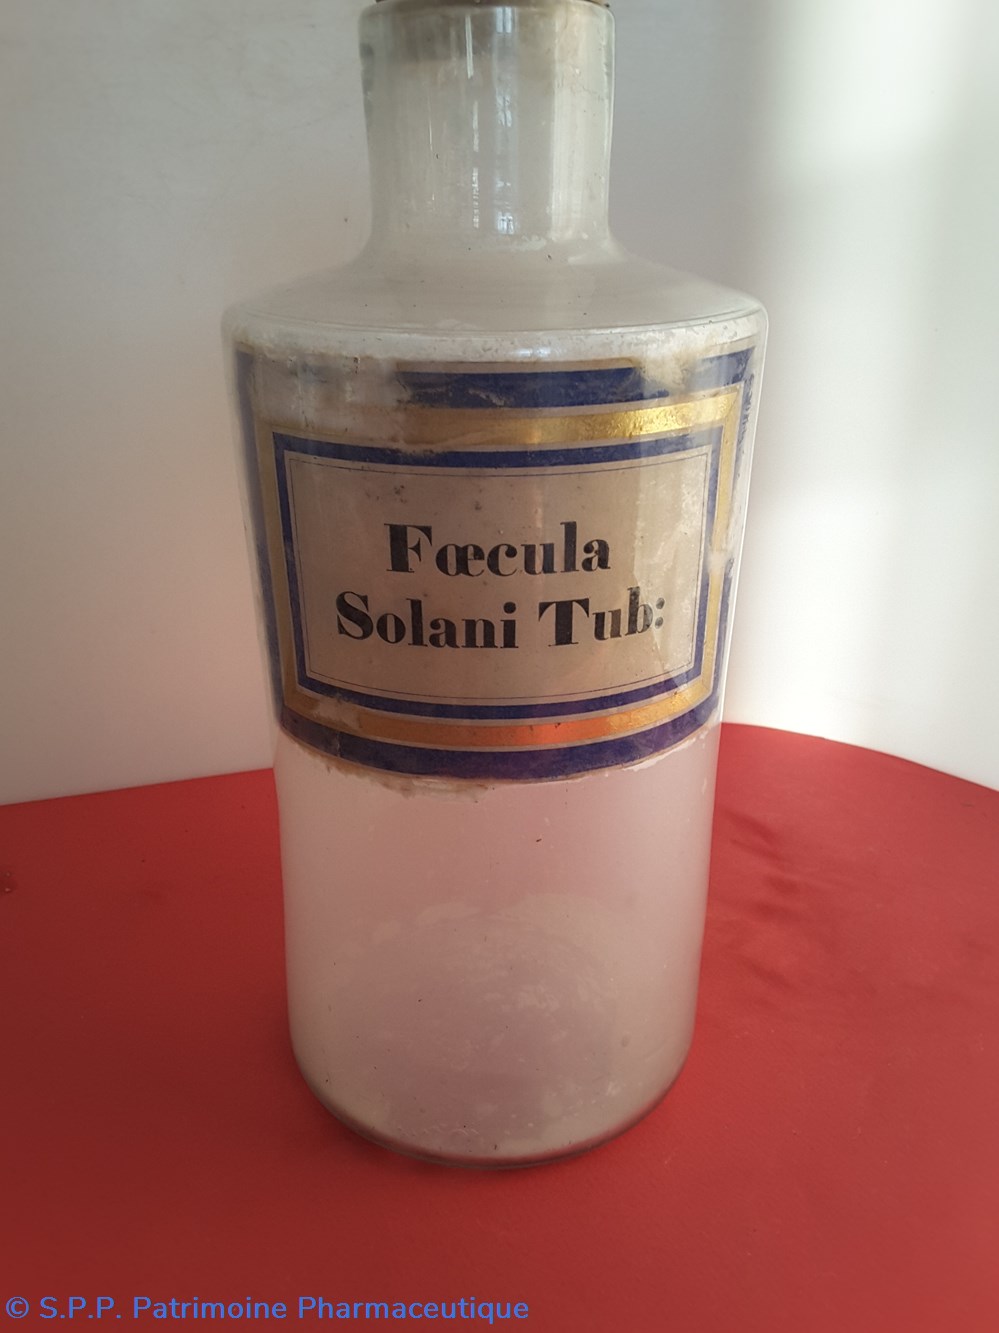 Fœcula
Solani Tub:
© S.P.P. Patrimoine Pharmaceutique